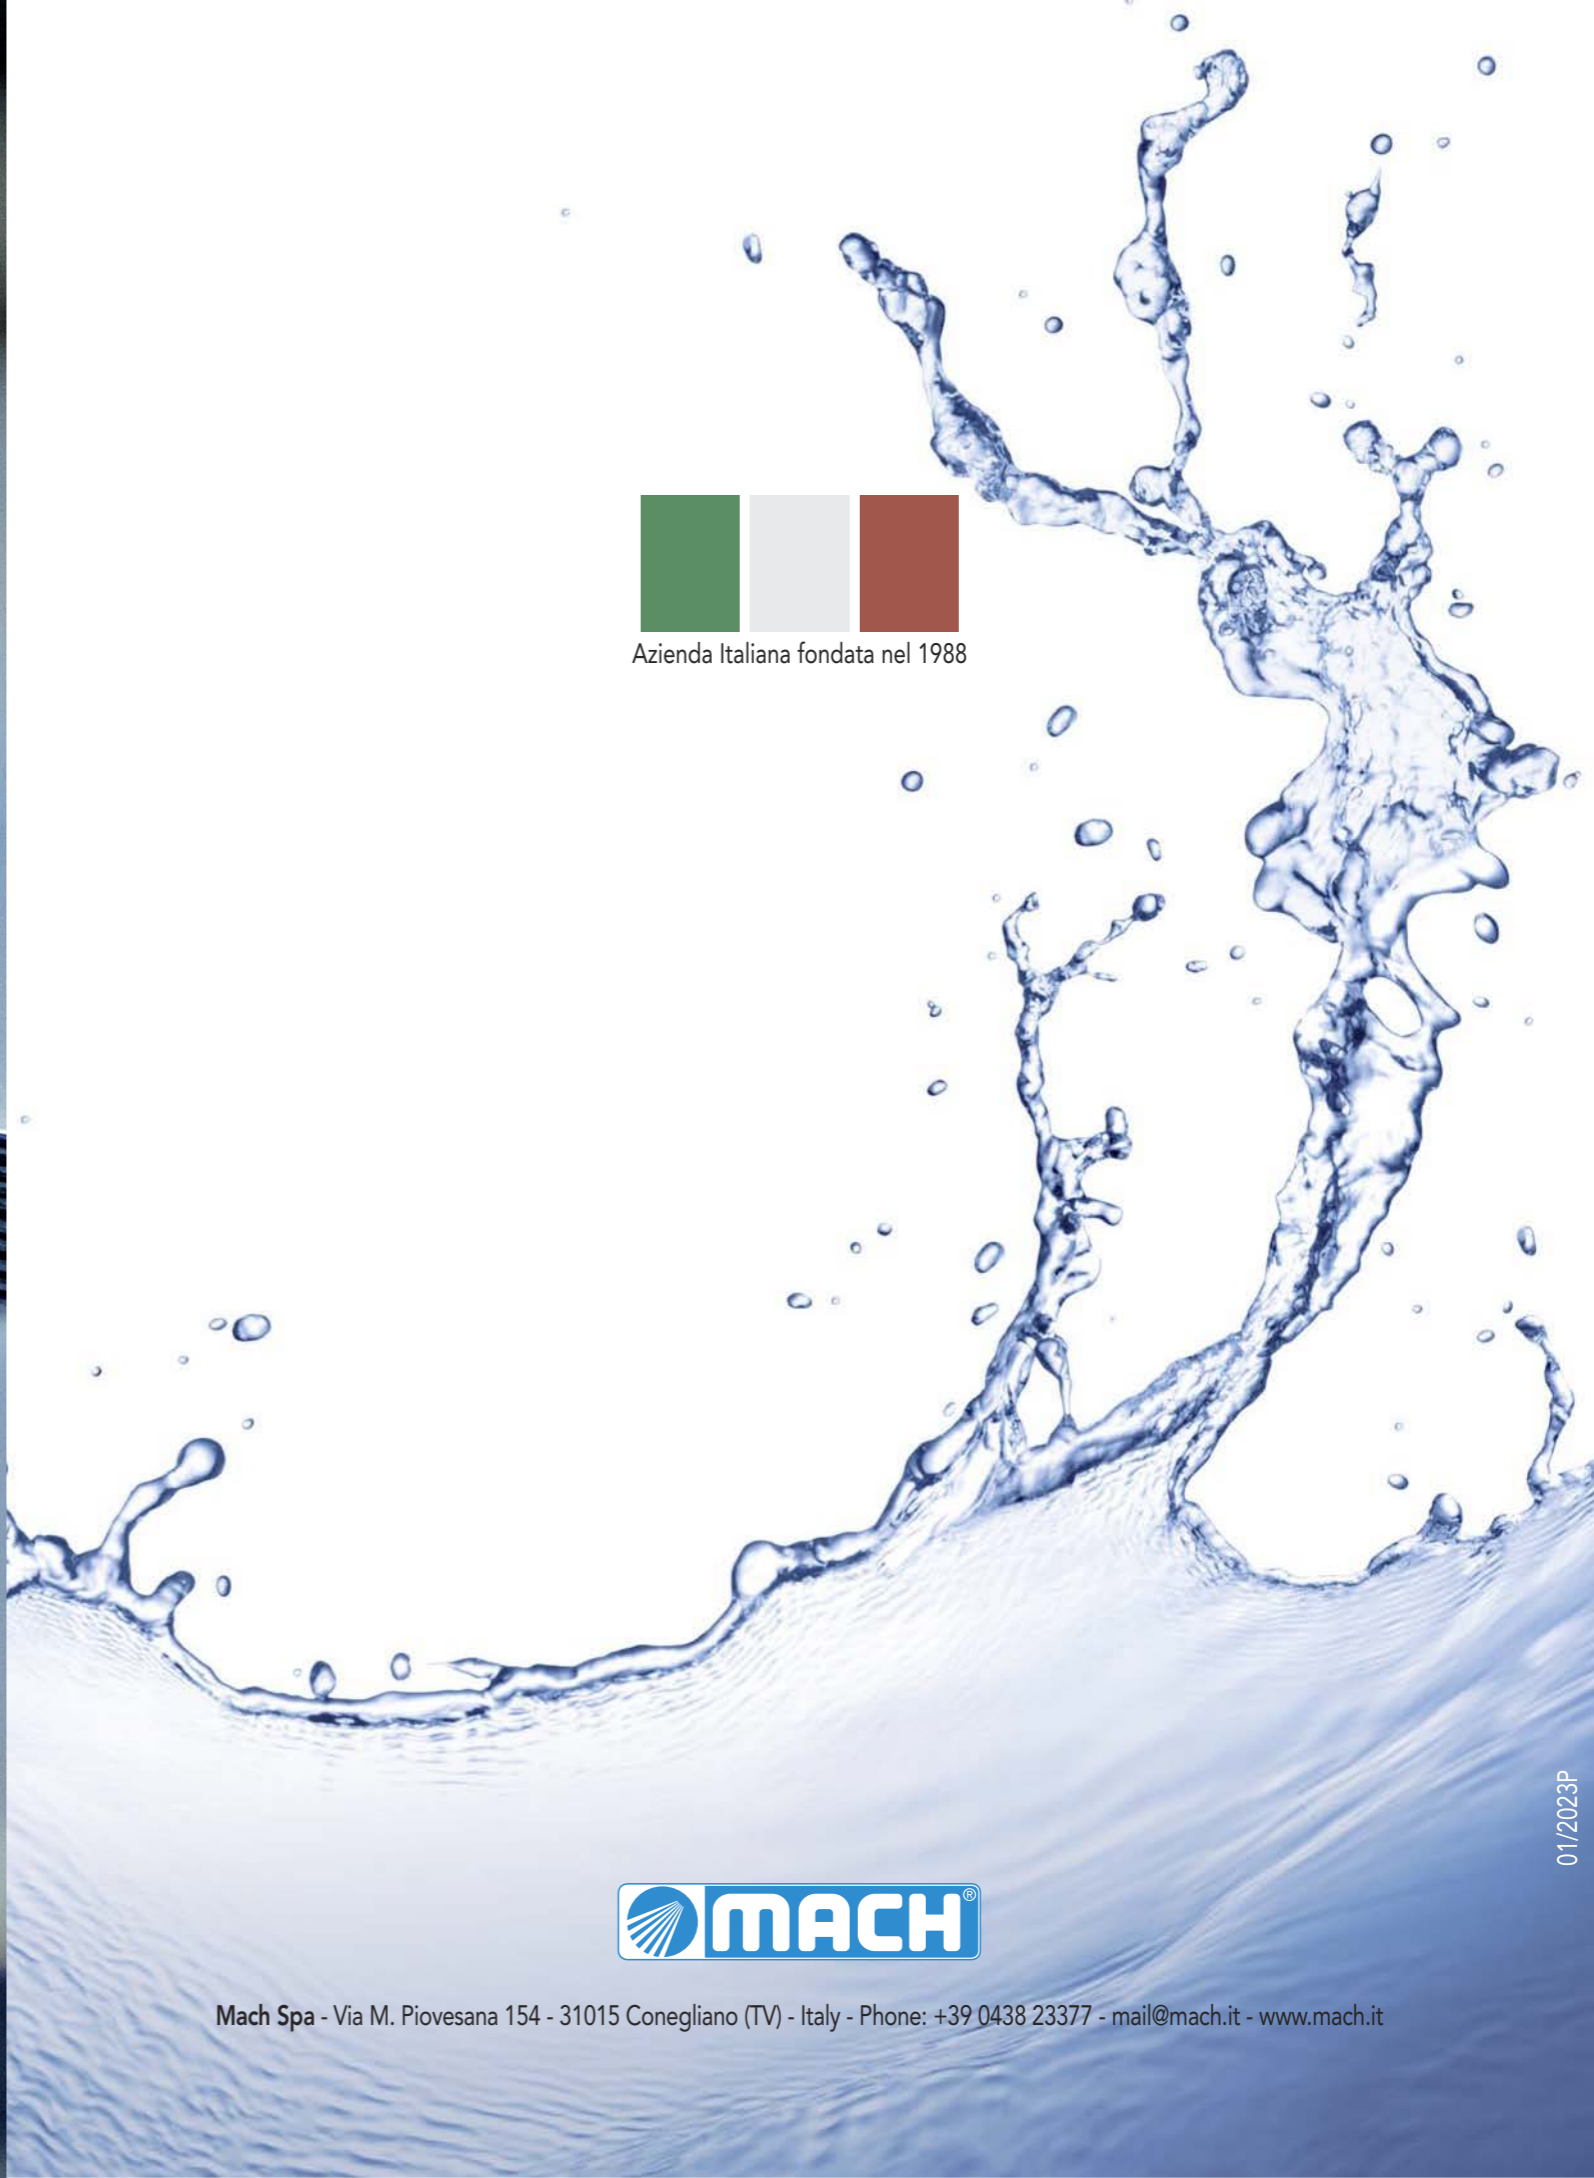 Azienda Italiana fondata nel 1988
01/2023P
MACH®
Mach Spa - Via M. Piovesana 154 - 31015 Conegliano (TV) - Italy - Phone: +39 0438 23377 - mail@mach.it - www.mach.it